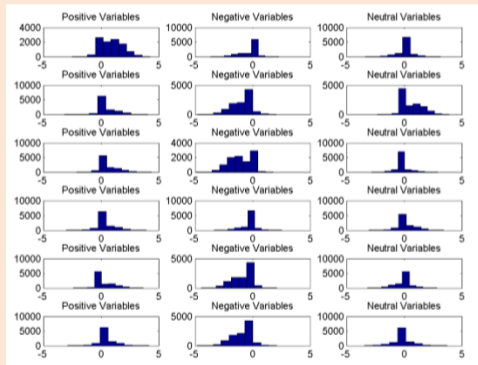 Positive Variables Negative Variables Neutral Variables
4000 10000 10000
2000 5000 5000
0 0 0
-5 0 5 -5 0 5 -5 0 5
Positive Variables Negative Variables Neutral Variables
10000 5000 5000
5000
0 0 0
-5 0 5 -5 0 5 -5 0 5
Positive Variables Negative Variables Neutral Variables
10000 4000 10000
5000 2000 5000
0 0 0
-5 0 5 -5 0 5 -5 0 5
Positive Variables Negative Variables Neutral Variables
10000 10000 10000
5000 5000 5000
0 0 0
-5 0 5 -5 0 5 -5 0 5
Positive Variables Negative Variables Neutral Variables
10000 5000 10000
5000 5000
0 0 0
-5 0 5 -5 0 5 -5 0 5
Positive Variables Negative Variables Neutral Variables
10000 5000 10000
5000 5000
0 0 0
-5 0 5 -5 0 5 -5 0 5